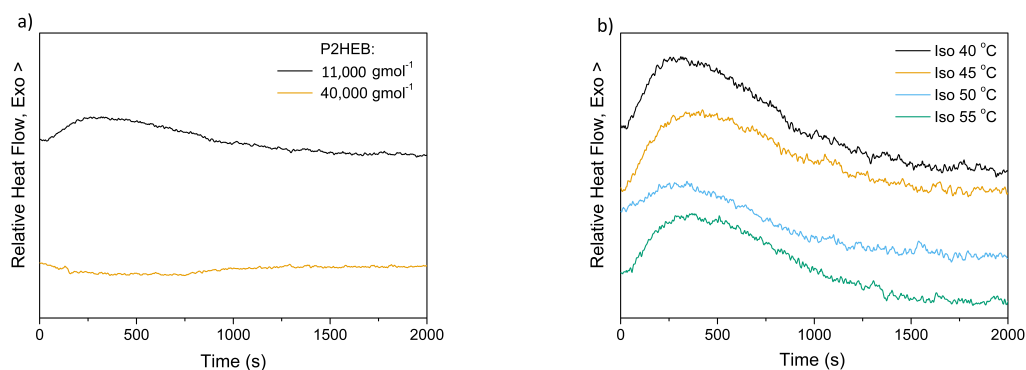 a)
P2HEB:
11,000 gmol⁻¹
40,000 gmol⁻¹
Relative Heat Flow, Exo >
0 500 1000 1500 2000
Time (s)
b)
Iso 40 °C
Iso 45 °C
Iso 50 °C
Iso 55 °C
Relative Heat Flow, Exo >
0 500 1000 1500 2000
Time (s)